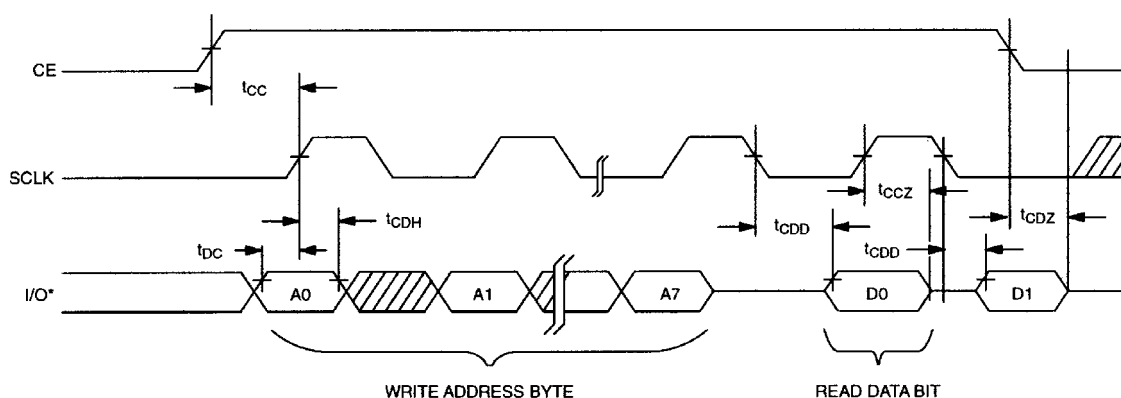 CE
tCC
SCLK
tCCZ
tCDZ
tCDH
tCDD
tDC
tCDD
I/O*
A0
A1
A7
D0
D1
WRITE ADDRESS BYTE
READ DATA BIT